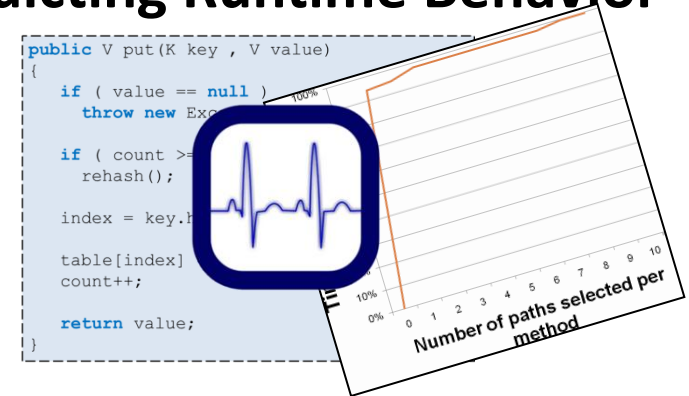 Runtime Behavior
public V put(K key , V value)
{
if ( value == null )
throw new
if ( count >=
rehash();
index =
table[index]
count++;
return value;
}
100%
10%
0%
0 1 2 3 4 5 6 7 8 9 10
Number of paths selected per
method